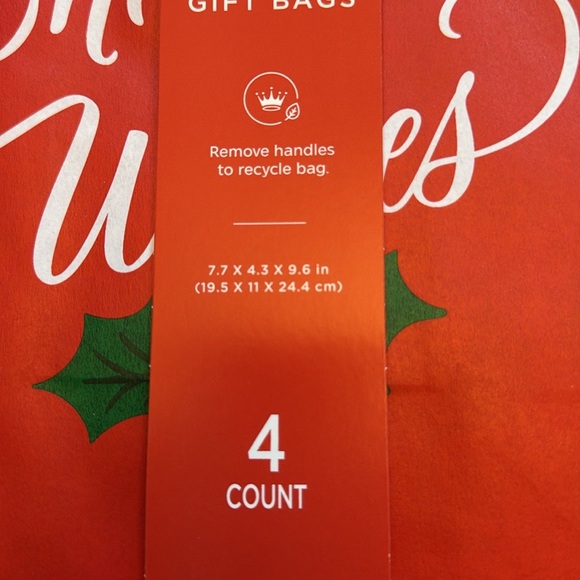 GIFT BAGS
Remove handles
to recycle bag.
7.7 X 4.3 X 9.6 in
(19.5 X 11 X 24.4 cm)
4
COUNT